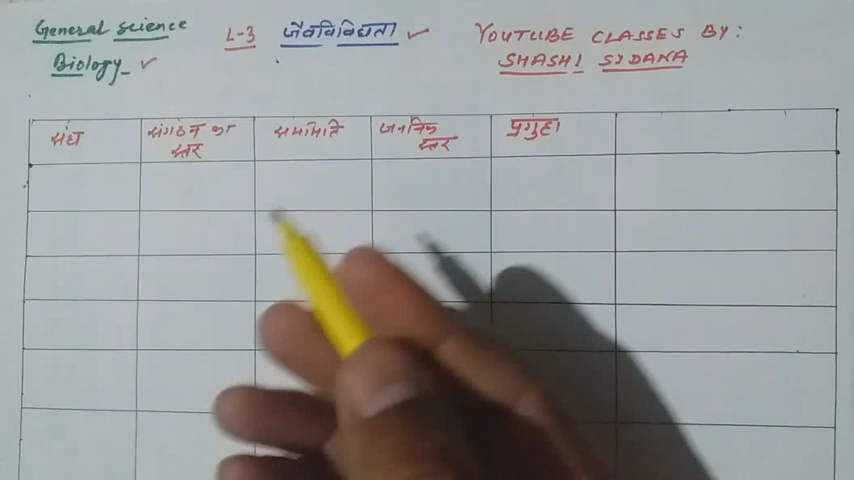 General science L-3 जैवविविधता YOUTUBE CLASSES BY:
Biology SHASHI SIDANA
संघ संगठन का स्तर सममिति जननिक स्तर प्रगुहा